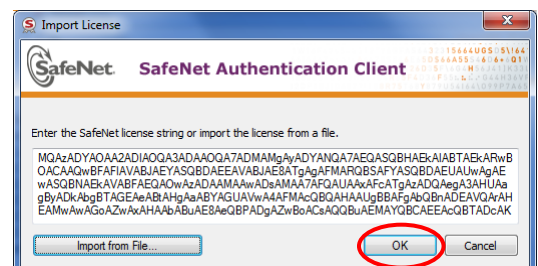 Import License
SafeNet. SafeNet Authentication Client
Enter the SafeNet license string or import the license from a file.
MQAzADYAOAA2ADIAOQA3ADAAOQA7ADMAMgAyADYANQA7AEQASQBHAEkAIABTAEkARwB
OACAAQwBFAFIAVABJAEYASQBDAEEAVABJAE8ATgAgAFMARQBSAFYASQBDAEUAUwAgAE
wASQBNAEkAVABFAEQAOwAzADAAMAAwADsAMAA7AFQAUAAxAFcATgAzADQAegA3AHUAa
gByADkAbgBTAGEAeABtAHgAaABYAGUAVwA4AFMAcQBQAHAAUgBBAFgAbQBnADEAVQArAH
EAMwAwAGoAZwAxAHAAbABuAE8AeQBPADgAZwBoACsAQQBuAEMAYQBCAEEAcQBTADcAK
Import from File...
OK
Cancel